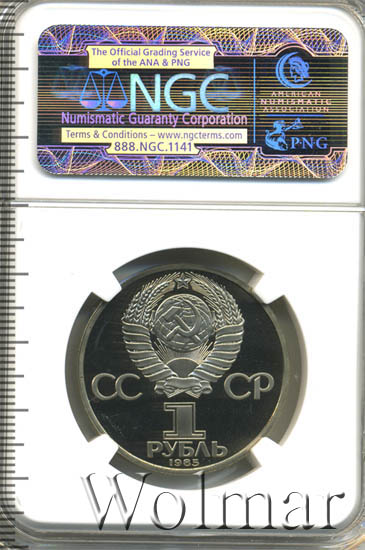 The Official Grading Service
of the ANA & PNG
NGC
Numismatic Guaranty Corporation
Terms & Conditions – www.ngcterms.com
888.NGC.1141
AMERICAN
NUMISMATIC
ASSOCIATION
PNG
СС СР
1
РУБЛЬ
1985
Wolmar